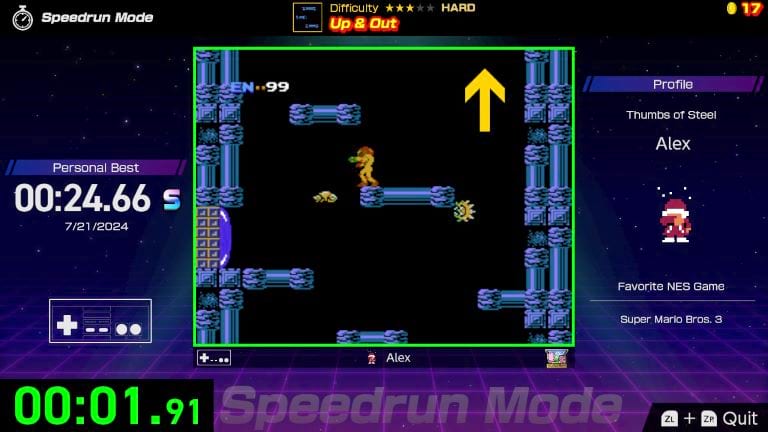 Speedrun Mode
Difficulty ★★★★★ HARD
Up & Out
17
EN..99
Personal Best
00:24.66 S
7/21/2024
Profile
Thumbs of Steel
Alex
Favorite NES Game
Super Mario Bros. 3
Alex
00:01.91
Speedrun Mode
ZL + ZR Quit